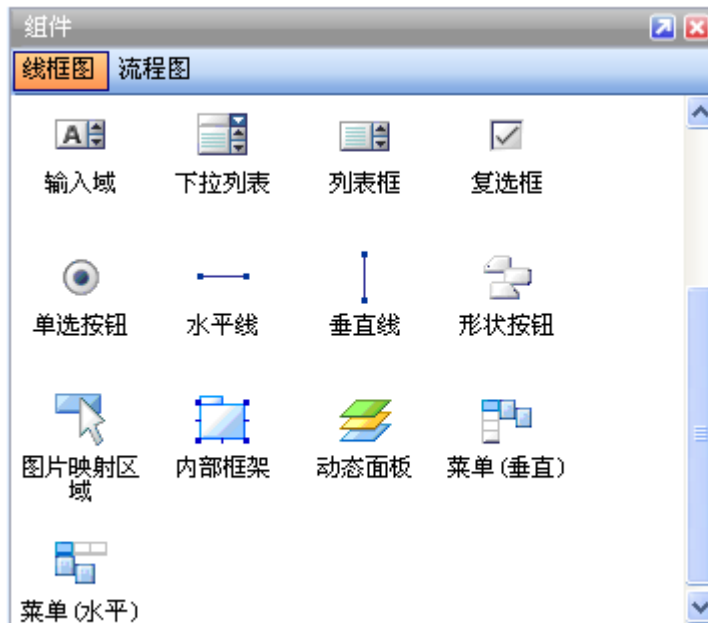 组件
线框图 流程图
A
输入域 下拉列表 列表框 复选框
单选按钮 水平线 垂直线 形状按钮
图片映射区域 内部框架 动态面板 菜单(垂直)
菜单(水平)